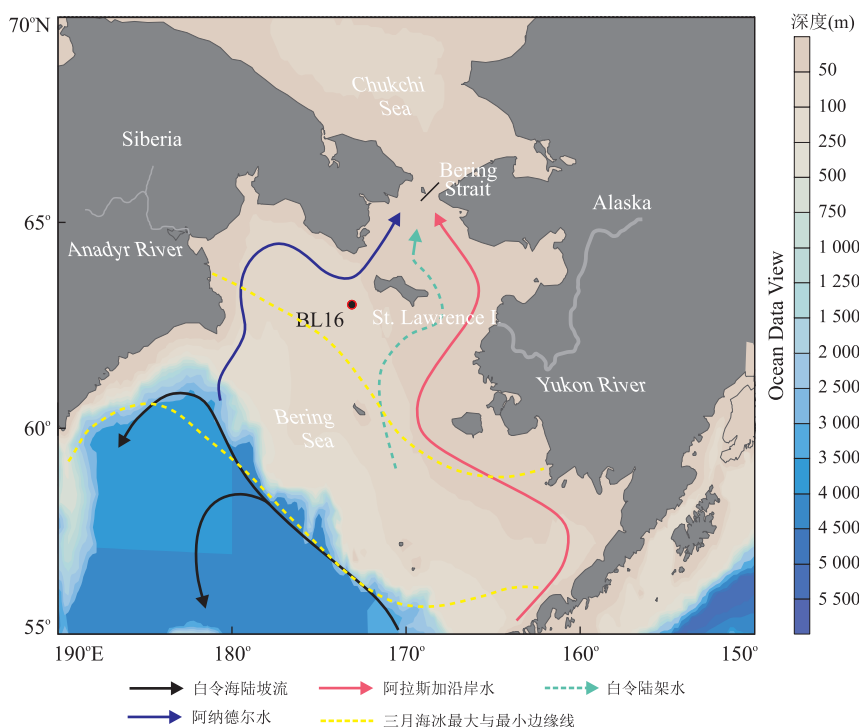 70°N
深度(m)
Chukchi
Sea
50
100
250
500
750
1 000
1 500
2 000
2 500
3 000
3 500
4 000
4 500
5 000
5 500
Ocean Data View
Siberia
Bering
Strait
Alaska
65°
Anadyr River
BL16
St. Lawrence I
Yukon River
Bering
Sea
60°
55°
190°E
180°
170°
160°
150°
白令海陆坡流
阿拉斯加沿岸水
白令陆架水
阿纳德尔水
三月海冰最大与最小边缘线